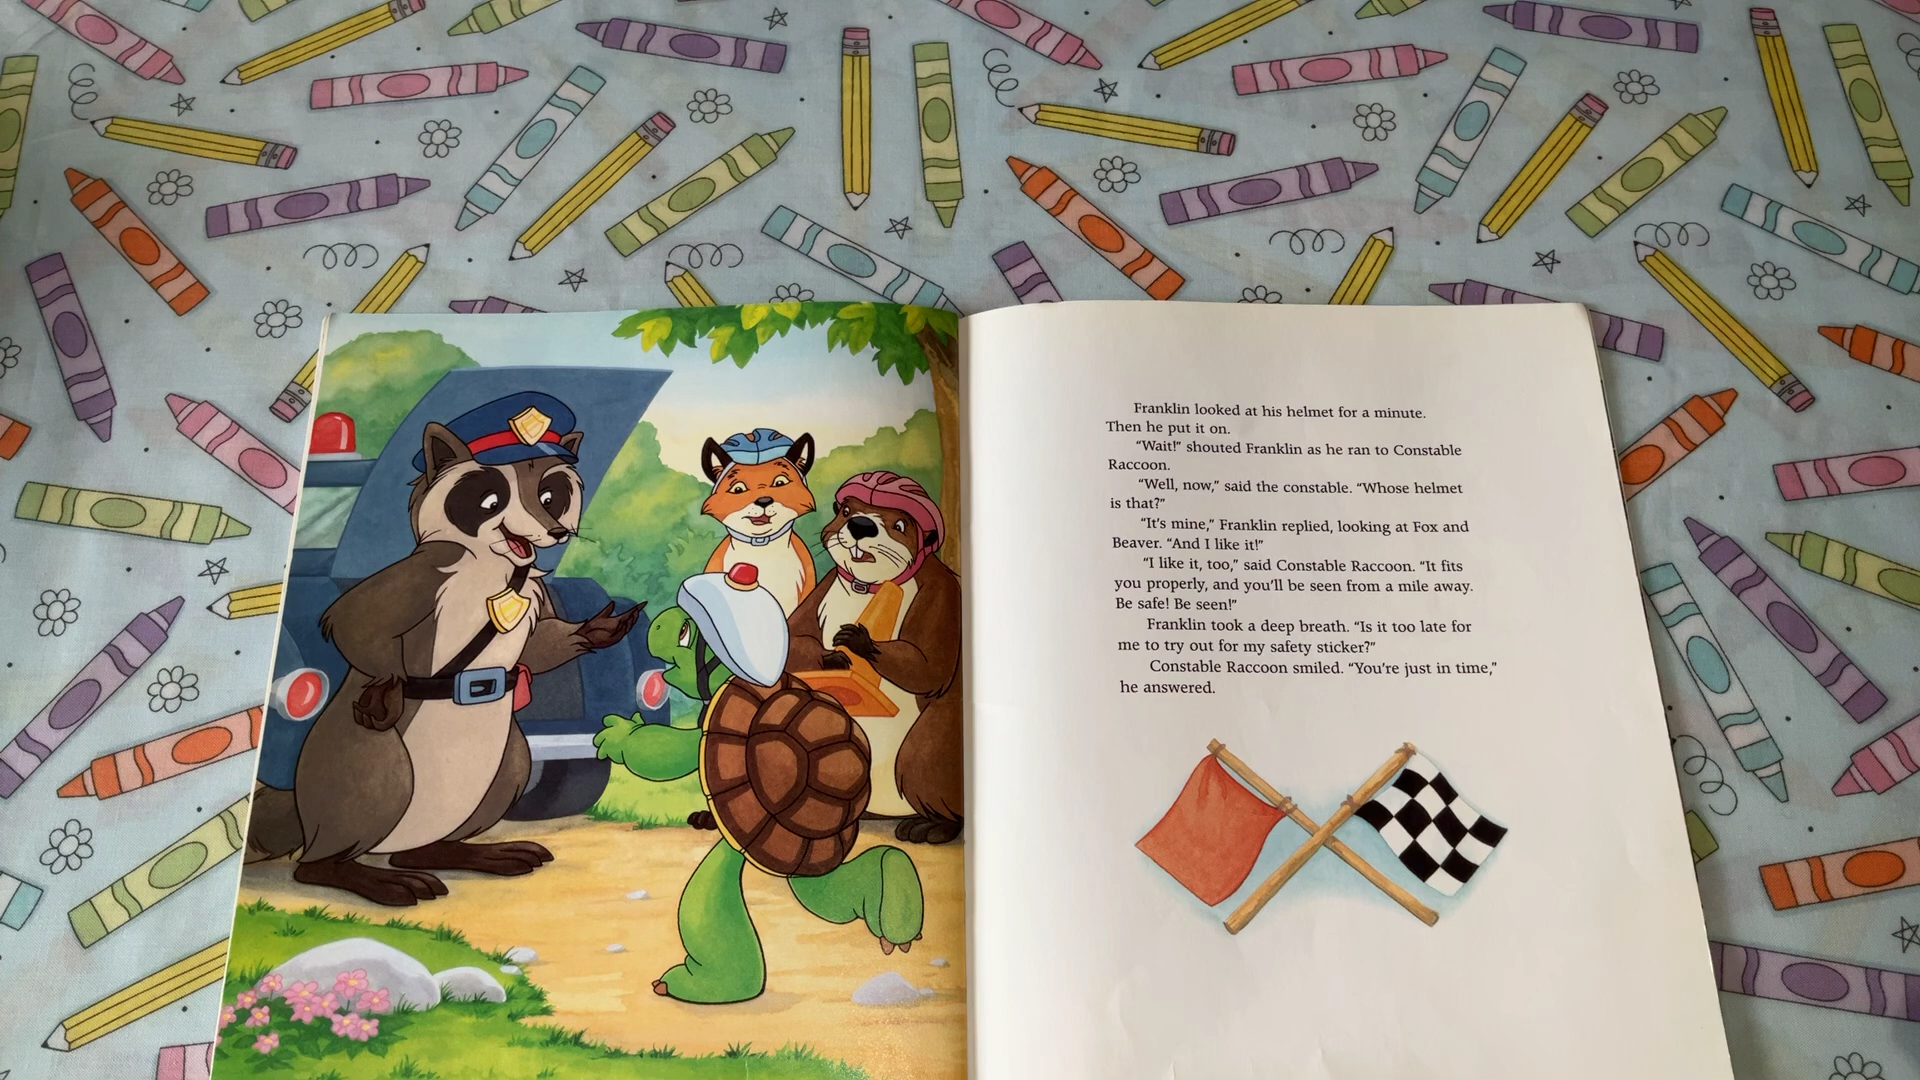 Franklin looked at his helmet for a minute.
Then he put it on.
“Wait!” shouted Franklin as he ran to Constable
Raccoon.
“Well, now,” said the constable. “Whose helmet
is that?”
“It’s mine,” Franklin replied, looking at Fox and
Beaver. “And I like it!”
“I like it, too,” said Constable Raccoon. “It fits
you properly, and you’ll be seen from a mile away.
Be safe! Be seen!”
Franklin took a deep breath. “Is it too late for
me to try out for my safety sticker?”
Constable Raccoon smiled. “You’re just in time,”
he answered.